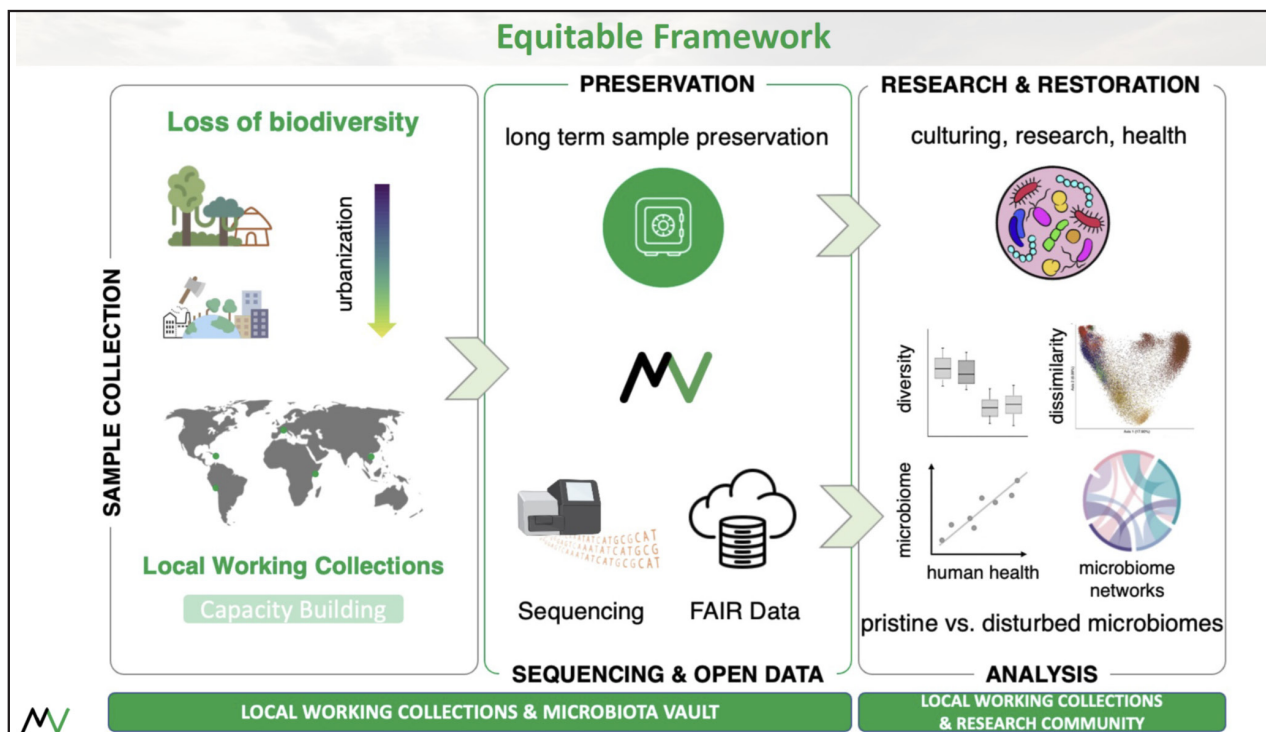 Equitable Framework
SAMPLE COLLECTION
Loss of biodiversity
urbanization
Local Working Collections
Capacity Building
PRESERVATION
long term sample preservation
MV
Sequencing
FAIR Data
SEQUENCING & OPEN DATA
RESEARCH & RESTORATION
culturing, research, health
diversity
dissimilarity
microbiome
human health
microbiome
networks
pristine vs. disturbed microbiomes
ANALYSIS
MV
LOCAL WORKING COLLECTIONS & MICROBIOTA VAULT
LOCAL WORKING COLLECTIONS
& RESEARCH COMMUNITY